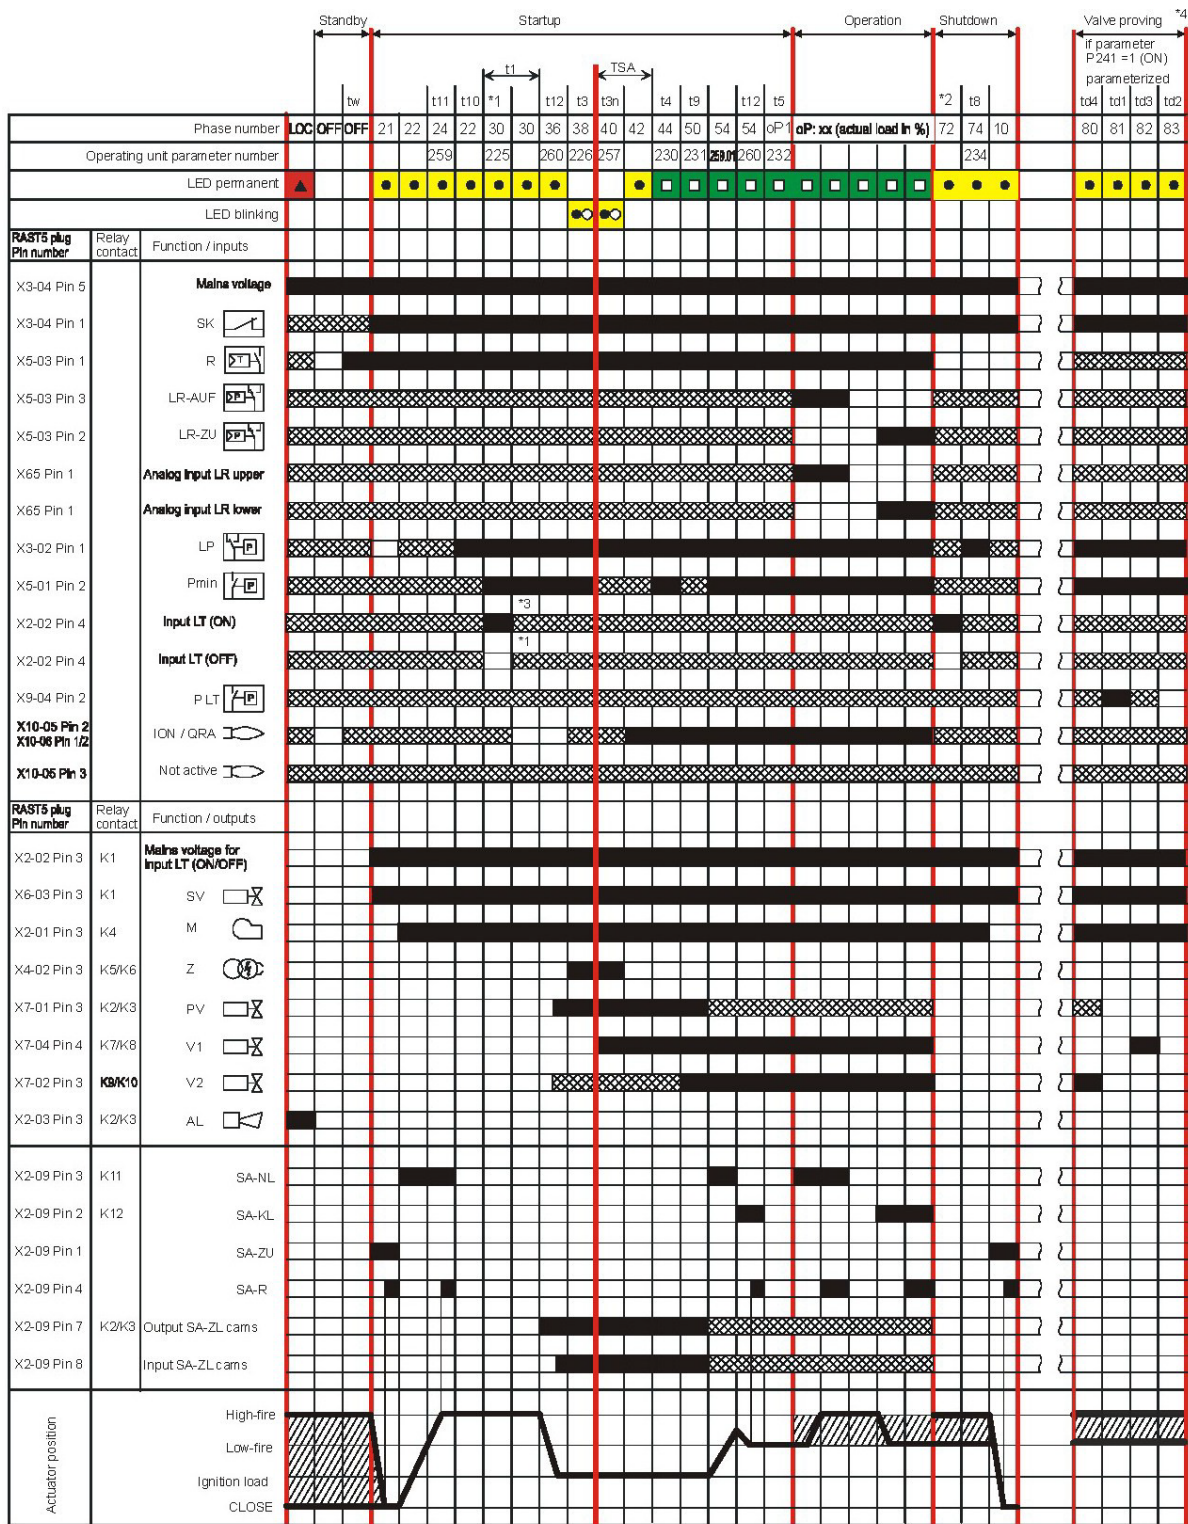 Standby Startup Operation Shutdown Valve proving *4
if parameter
P241 =1 (ON)
parameterized
t1 TSA
tw t11 t10 *1 t12 t3 t3n t4 t9 t12 t5 *2 t8 td4 td1 td3 td2
Phase number LOC OFF OFF 21 22 24 22 30 30 36 38 40 42 44 50 54 54 oP1 oP: xx (actual load in %) 72 74 10 80 81 82 83
Operating unit parameter number 259 225 260 226 257 230 231 259.01 260 232 234
LED permanent
LED blinking
RAST5 plug Pin number Relay contact Function / inputs
X3-04 Pin 5 Mains voltage
X3-04 Pin 1 SK
X5-03 Pin 1 R T
X5-03 Pin 3 LR-AUF P
X5-03 Pin 2 LR-ZU P
X65 Pin 1 Analog input LR upper
X65 Pin 1 Analog input LR lower
X3-02 Pin 1 LP P
X5-01 Pin 2 Pmin P
*3
X2-02 Pin 4 Input LT (ON)
*1
X2-02 Pin 4 Input LT (OFF)
X9-04 Pin 2 P LT P
X10-05 Pin 2
X10-06 Pin 1/2 ION / QRA
X10-05 Pin 3 Not active
RAST5 plug Pin number Relay contact Function / outputs
X2-02 Pin 3 K1 Mains voltage for input LT (ON/OFF)
X6-03 Pin 3 K1 SV
X2-01 Pin 3 K4 M
X4-02 Pin 3 K5/K6 Z
X7-01 Pin 3 K2/K3 PV
X7-04 Pin 4 K7/K8 V1
X7-02 Pin 3 K9/K10 V2
X2-03 Pin 3 K2/K3 AL
X2-09 Pin 3 K11 SA-NL
X2-09 Pin 2 K12 SA-KL
X2-09 Pin 1 SA-ZU
X2-09 Pin 4 SA-R
X2-09 Pin 7 K2/K3 Output SA-ZL cams
X2-09 Pin 8 Input SA-ZL cams
Actuator position
High-fire
Low-fire
Ignition load
CLOSE